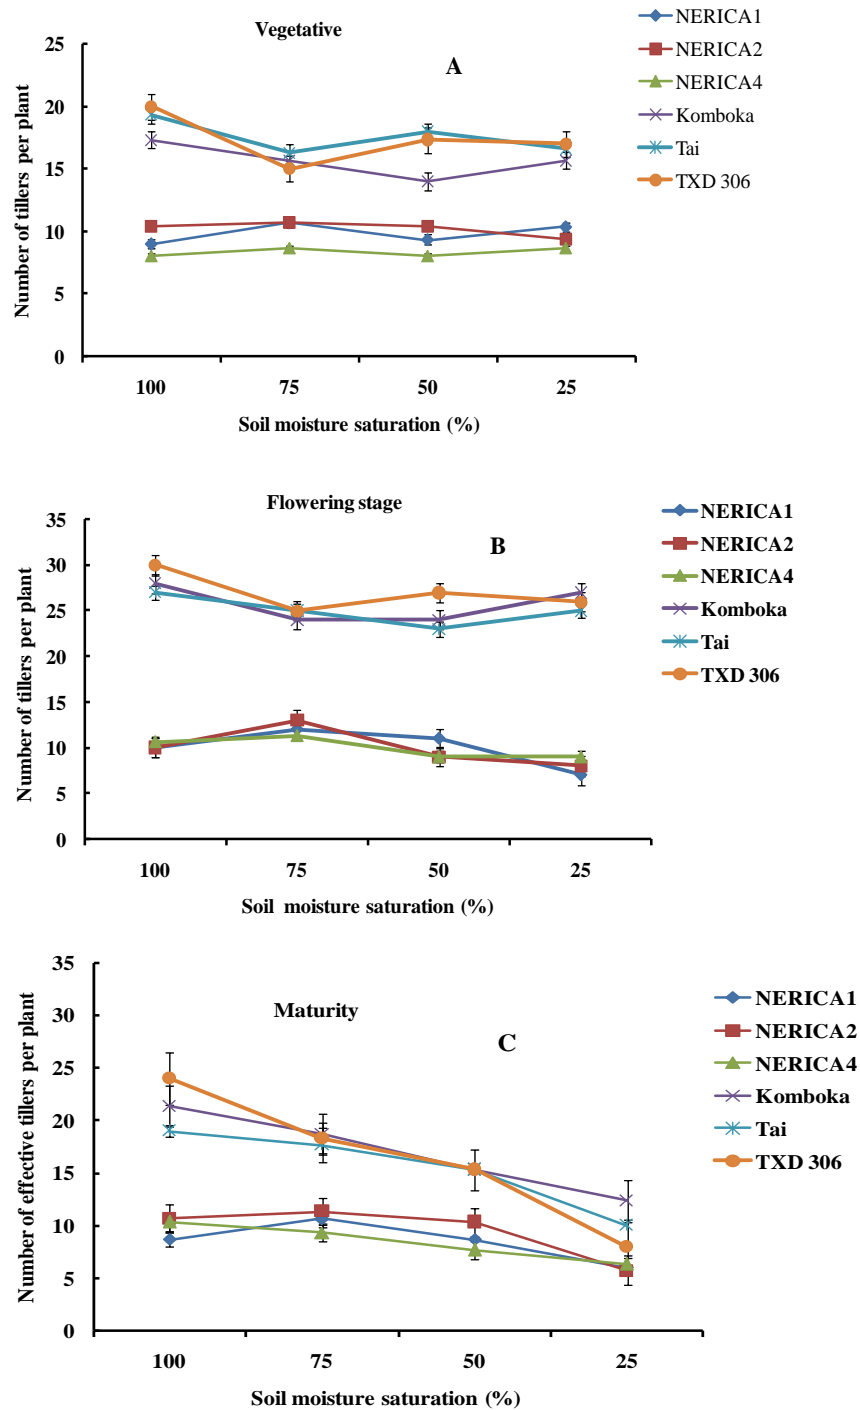 Vegetative
A
NERICA1
NERICA2
NERICA4
Komboka
Tai
TXD 306
Number of tillers per plant
25
20
15
10
5
0
100 75 50 25
Soil moisture saturation (%)
Flowering stage
B
NERICA1
NERICA2
NERICA4
Komboka
Tai
TXD 306
Number of tillers per plant
35
30
25
20
15
10
5
0
100 75 50 25
Soil moisture saturation (%)
Maturity
C
NERICA1
NERICA2
NERICA4
Komboka
Tai
TXD 306
Number of effective tillers per plant
35
30
25
20
15
10
5
0
100 75 50 25
Soil moisture saturation (%)